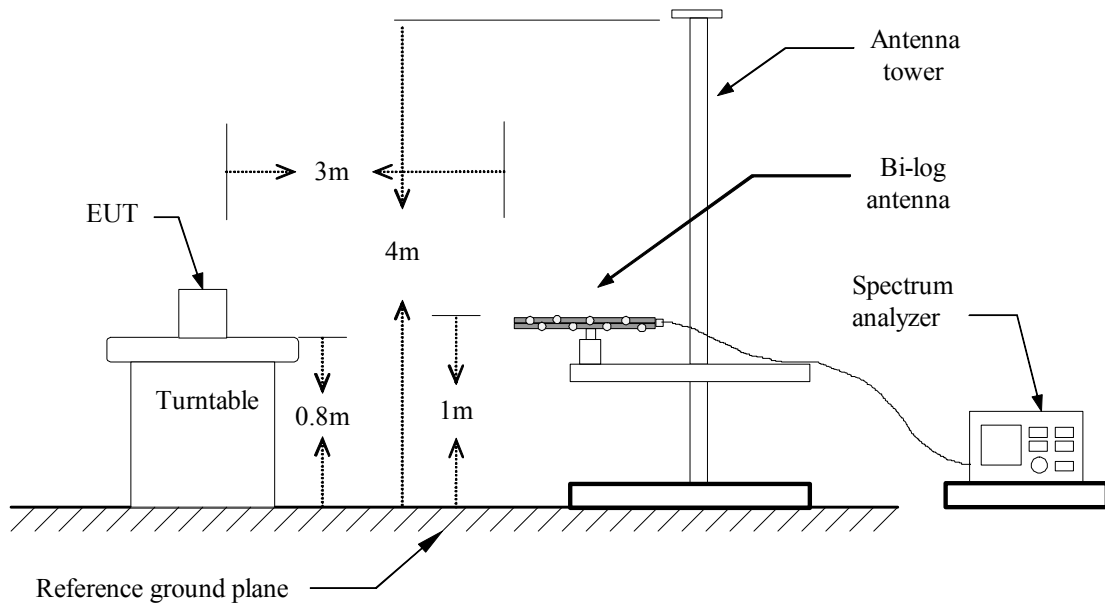 Antenna
tower
3m
Bi-log
antenna
EUT
4m
Spectrum
analyzer
Turntable
0.8m
1m
Reference ground plane